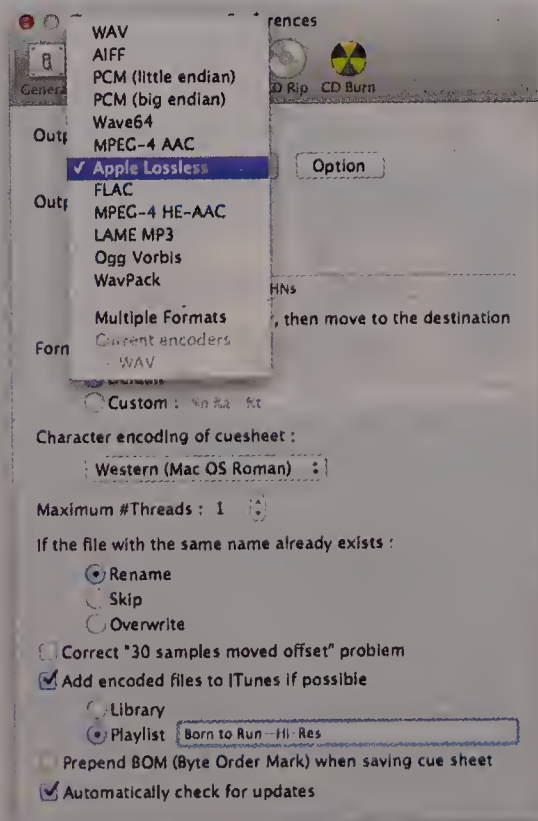 rences
WAV
AIFF
PCM (little endian)
PCM (big endian)
Wave64
MPEG-4 AAC
✓ Apple Lossless
FLAC
MPEG-4 HE-AAC
LAME MP3
Ogg Vorbis
WavPack
Multiple Formats
Current encoders
- WAV
Genera
D Rip
CD Burn
Outp
Option
Outp
HNs
, then move to the destination
Form
Default
Custom : %n %a - %t
Character encoding of cuesheet :
Western (Mac OS Roman)
Maximum #Threads : 1
If the file with the same name already exists :
Rename
Skip
Overwrite
Correct "30 samples moved offset" problem
Add encoded files to iTunes if possible
Library
Playlist Born to Run--Hi-Res
Prepend BOM (Byte Order Mark) when saving cue sheet
Automatically check for updates